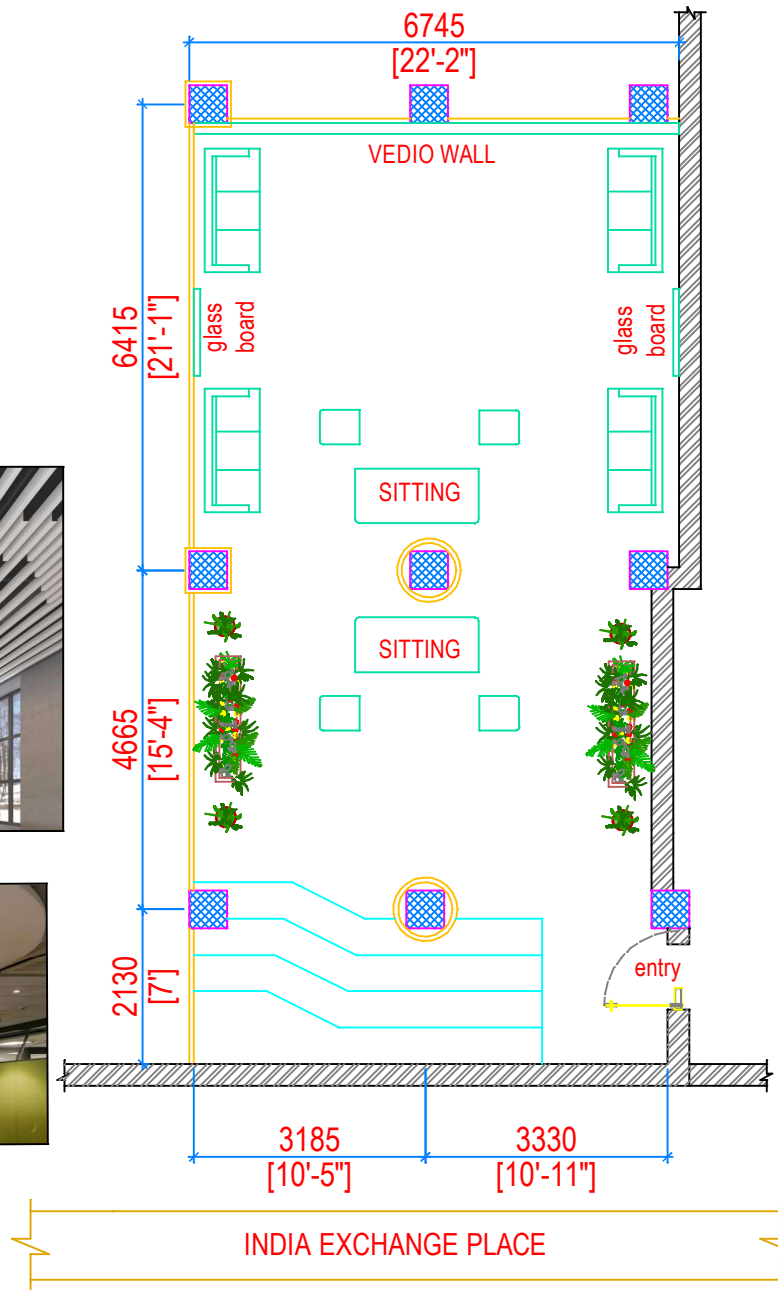 6745
[22'-2"]
VEDIO WALL
6415
[21'-1"]
glass
board
glass
board
SITTING
SITTING
4665
[15'-4"]
2130
[7']
entry
3185
[10'-5"]
3330
[10'-11"]
INDIA EXCHANGE PLACE